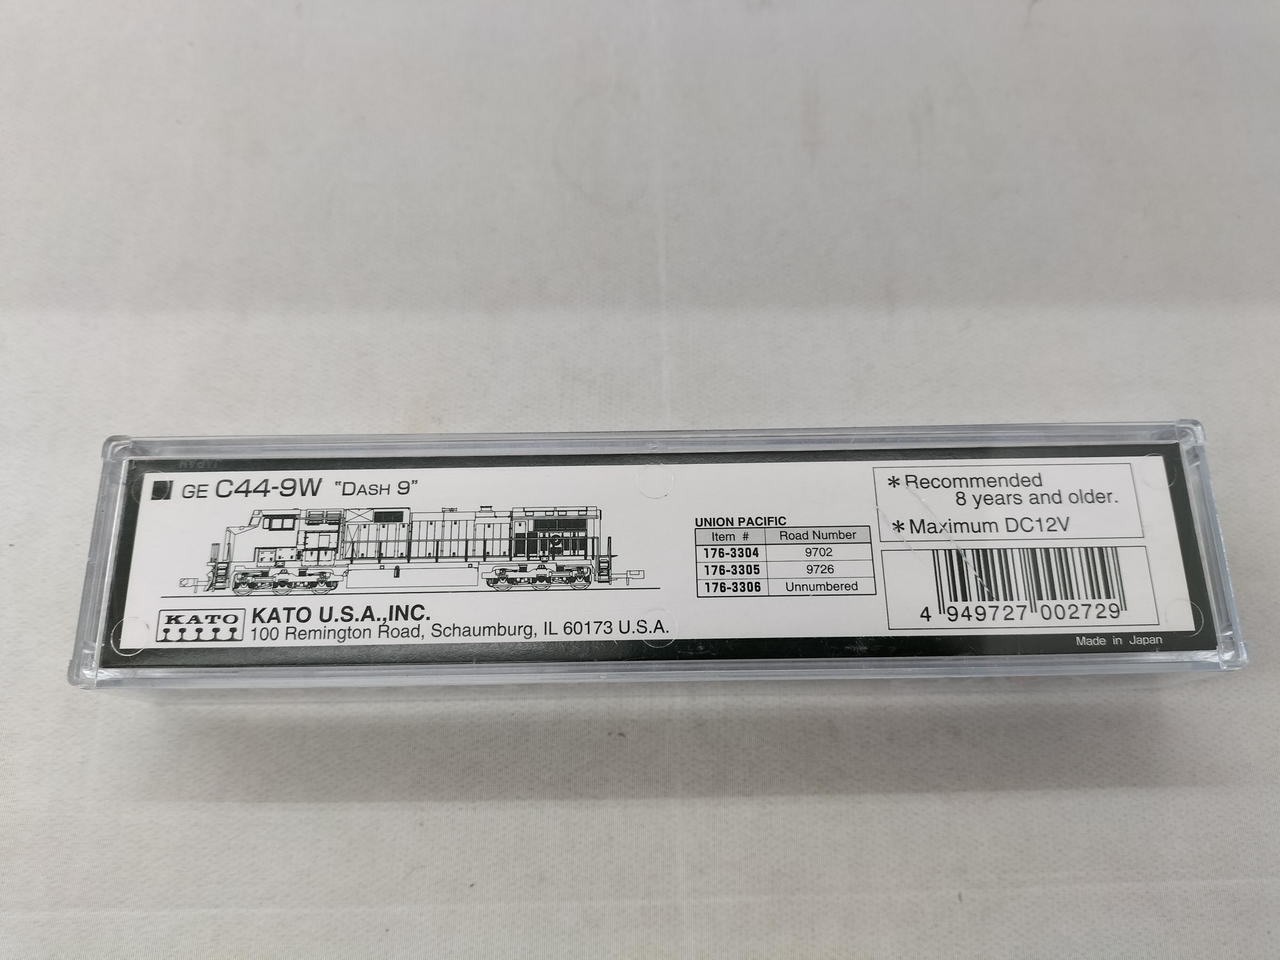 GE C44-9W "DASH 9"
KATO
KATO U.S.A.,INC.
100 Remington Road, Schaumburg, IL 60173 U.S.A.
UNION PACIFIC
Item # Road Number
176-3304 9702
176-3305 9726
176-3306 Unnumbered
* Recommended
8 years and older.
* Maximum DC12V
4 949727 002729
Made in Japan
JAPAN